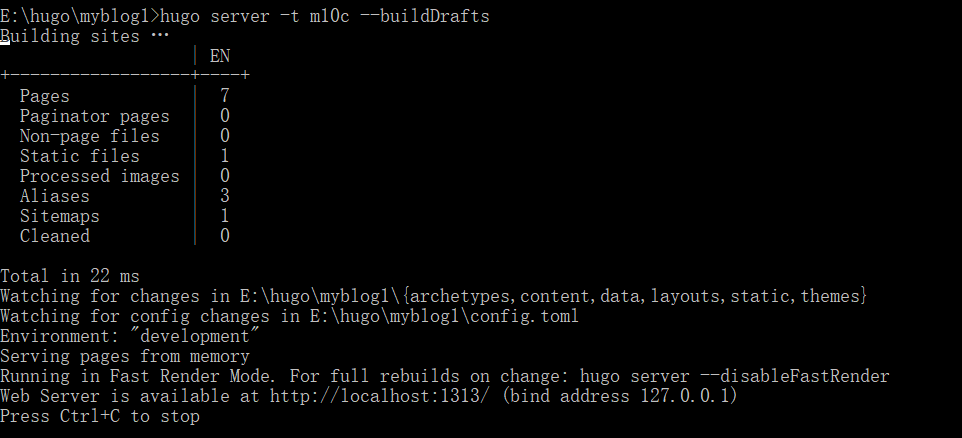 E:\hugo\myblog1>hugo server -t m10c --buildDrafts
Building sites …
| EN
+-------------------+----+
Pages | 7
Paginator pages | 0
Non-page files | 0
Static files | 1
Processed images | 0
Aliases | 3
Sitemaps | 1
Cleaned | 0
Total in 22 ms
Watching for changes in E:\hugo\myblog1\{archetypes,content,data,layouts,static,themes}
Watching for config changes in E:\hugo\myblog1\config.toml
Environment: "development"
Serving pages from memory
Running in Fast Render Mode. For full rebuilds on change: hugo server --disableFastRender
Web Server is available at http://localhost:1313/ (bind address 127.0.0.1)
Press Ctrl+C to stop